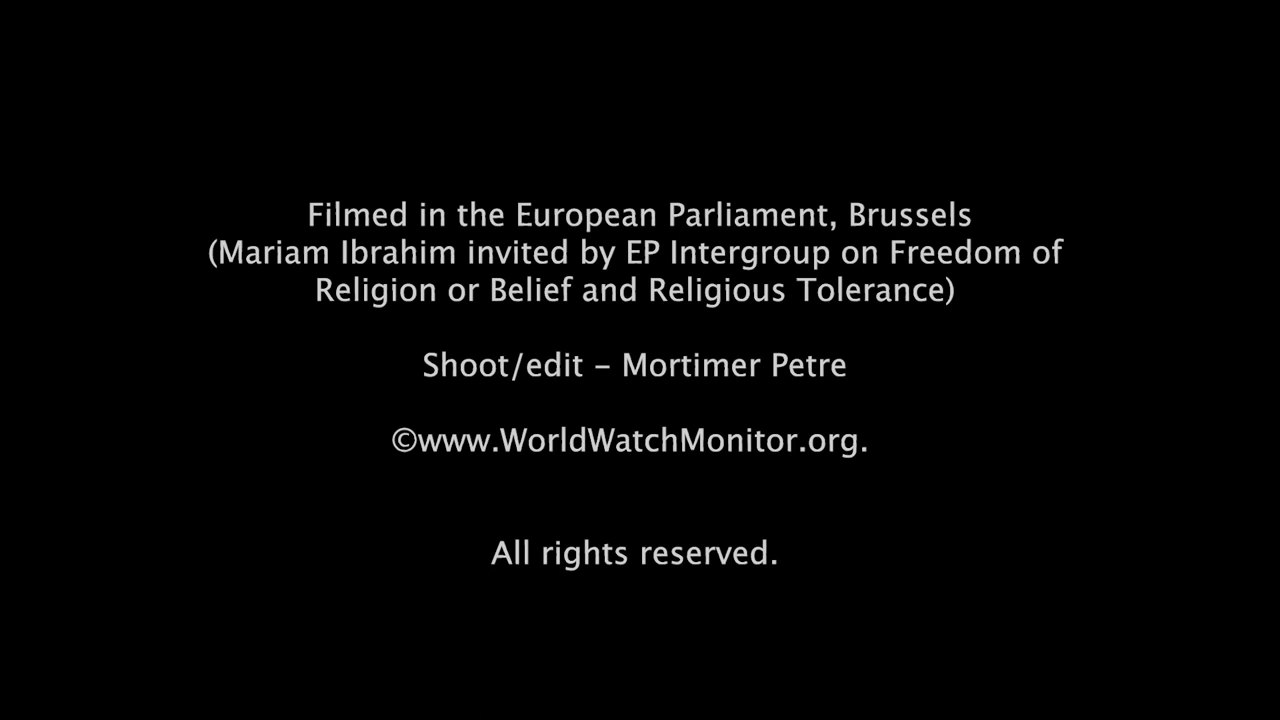 Filmed in the European Parliament, Brussels
(Mariam Ibrahim invited by EP Intergroup on Freedom of
Religion or Belief and Religious Tolerance)
Shoot/edit – Mortimer Petre
©www.WorldWatchMonitor.org.
All rights reserved.